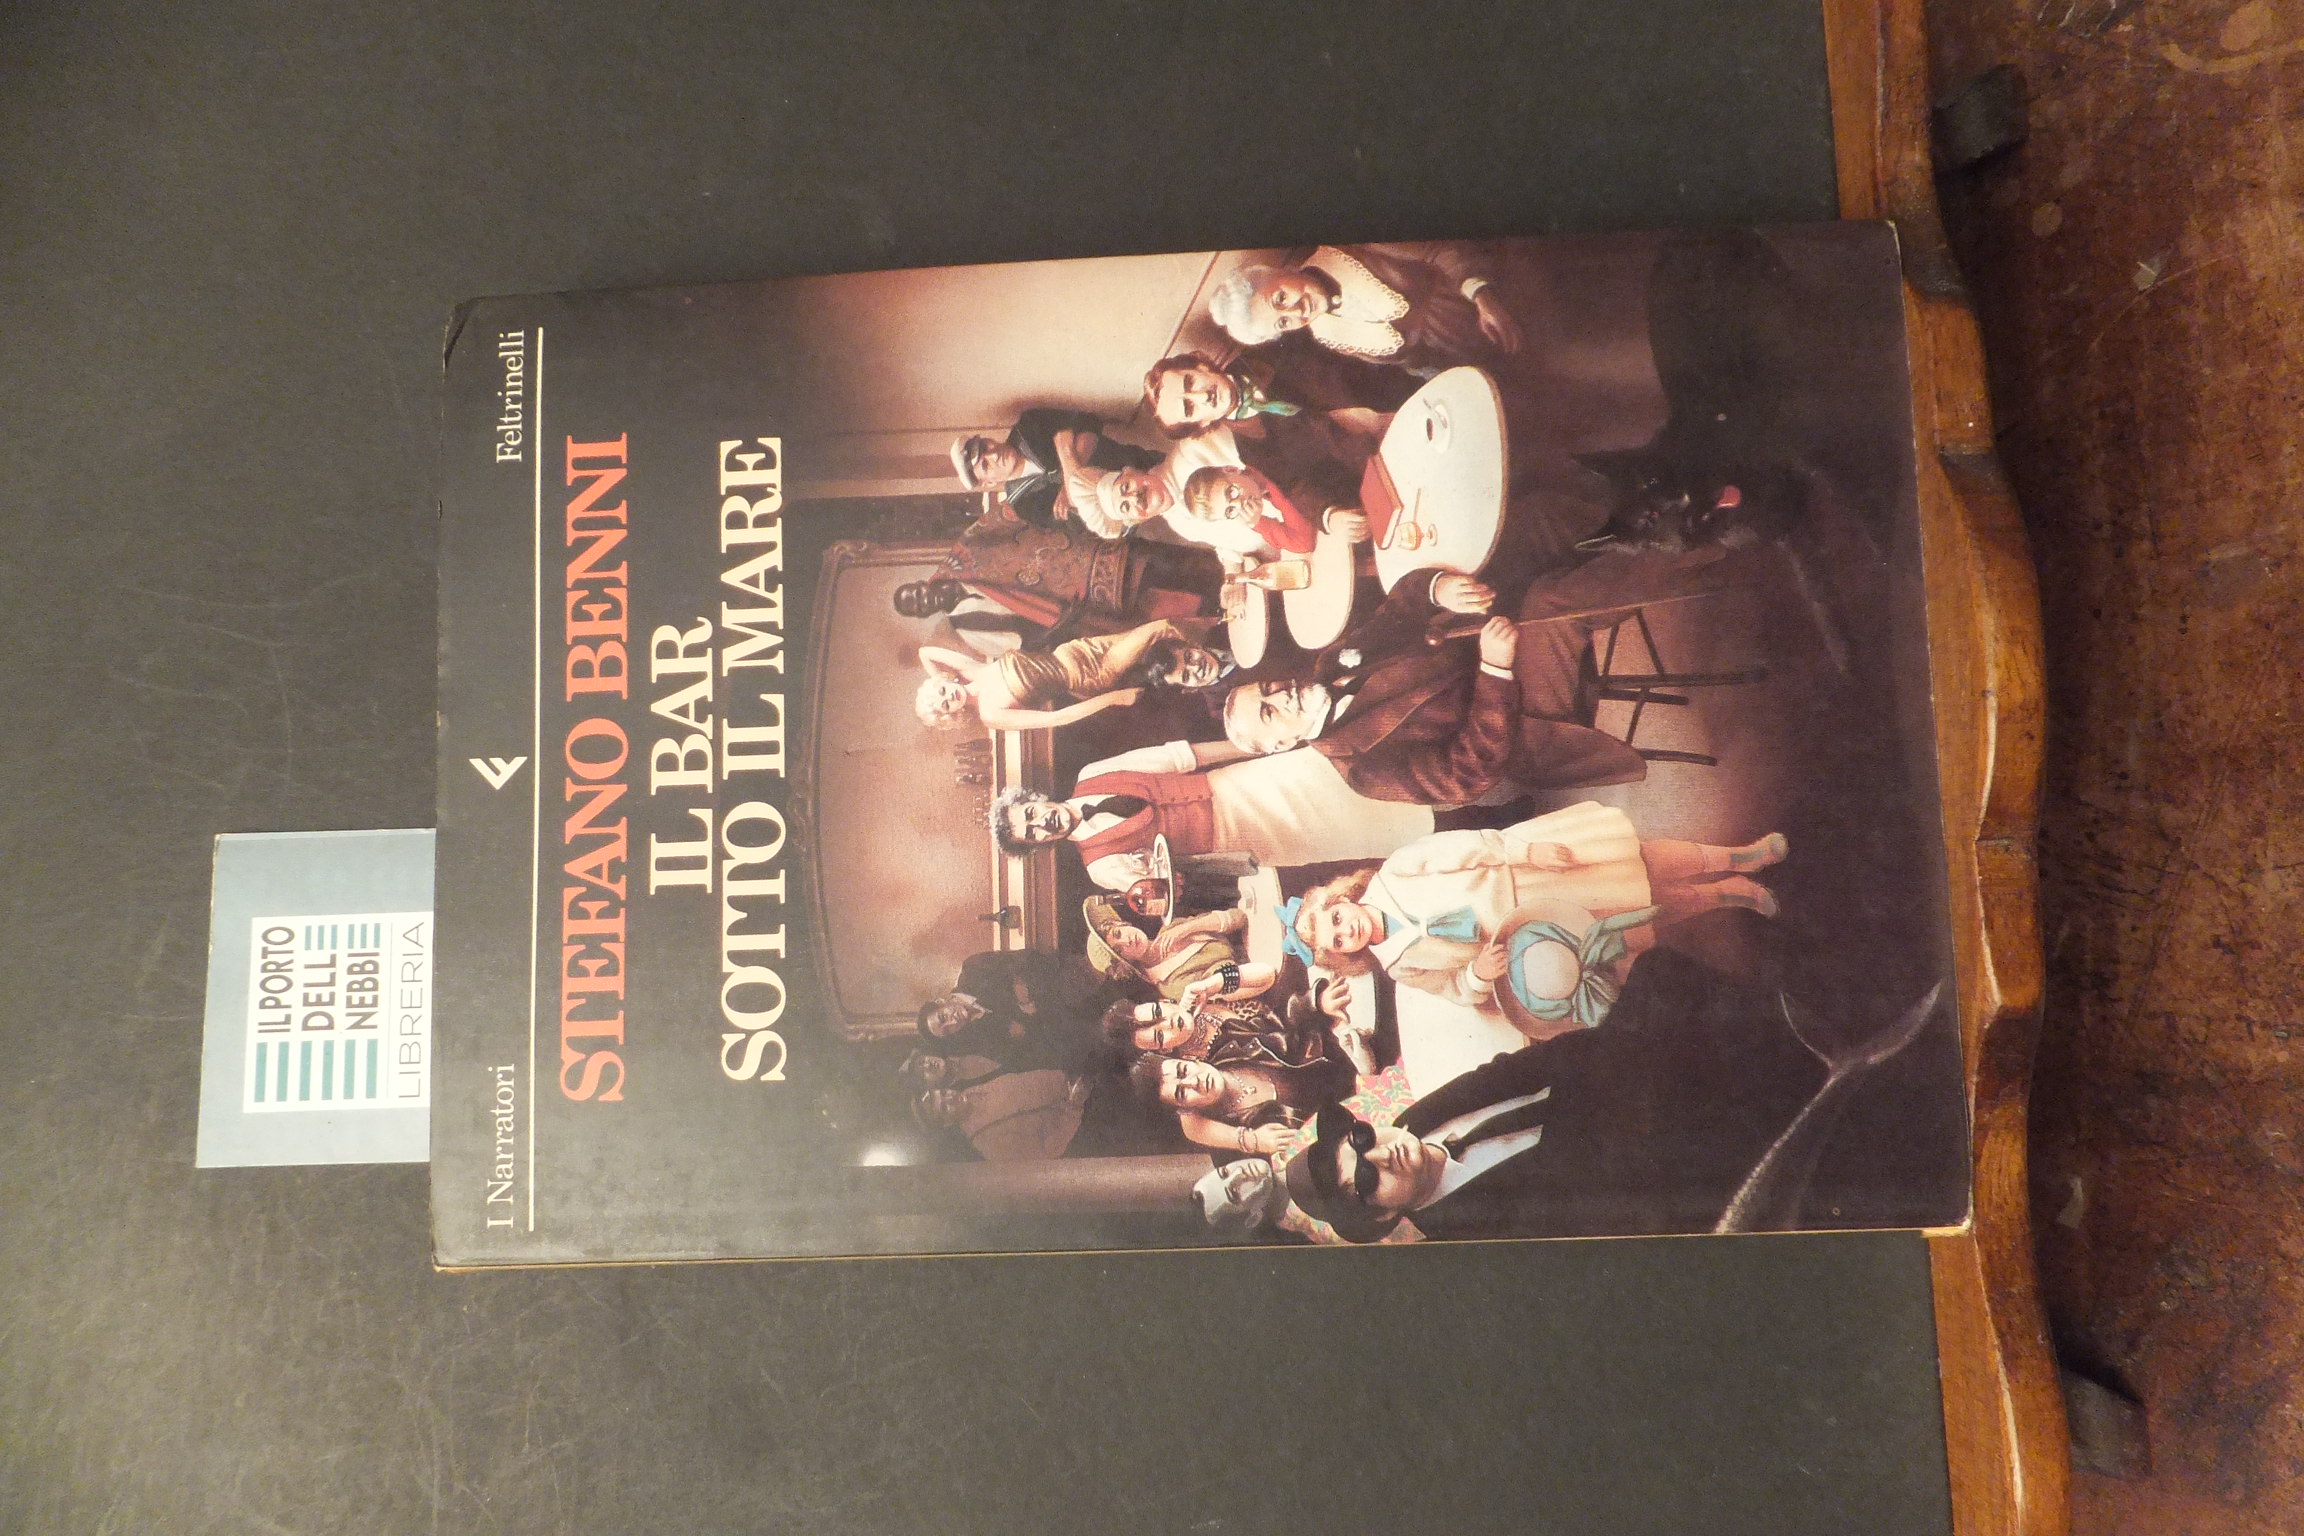 IL PORTO
DELLE
NEBBIE
LIBRERIA
I Narratori
Feltrinelli
STEFANO BENNI
IL BAR
SOTTO IL MARE